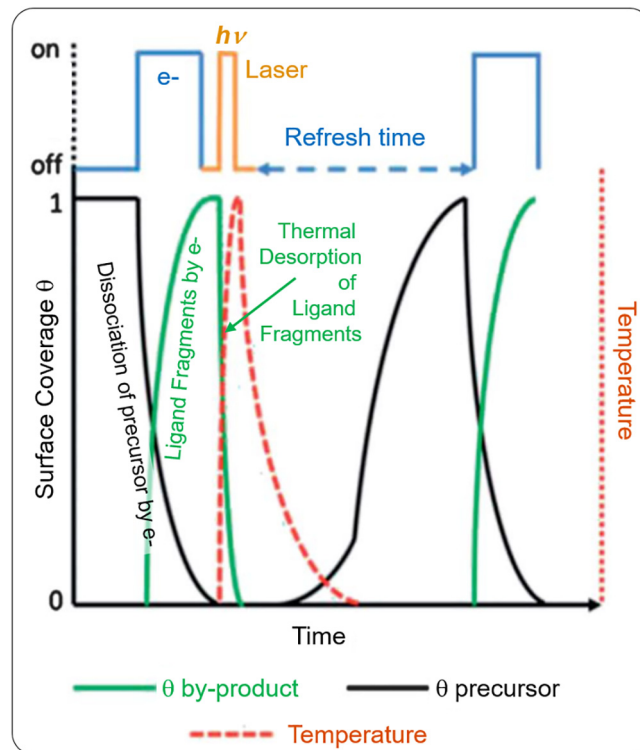 on
off
e-
hν
Laser
Refresh time
1
0
Surface Coverage θ
Dissociation of precursor by e-
Ligand Fragments by e-
Thermal
Desorption
of
Ligand
Fragments
Temperature
Time
θ by-product
θ precursor
Temperature